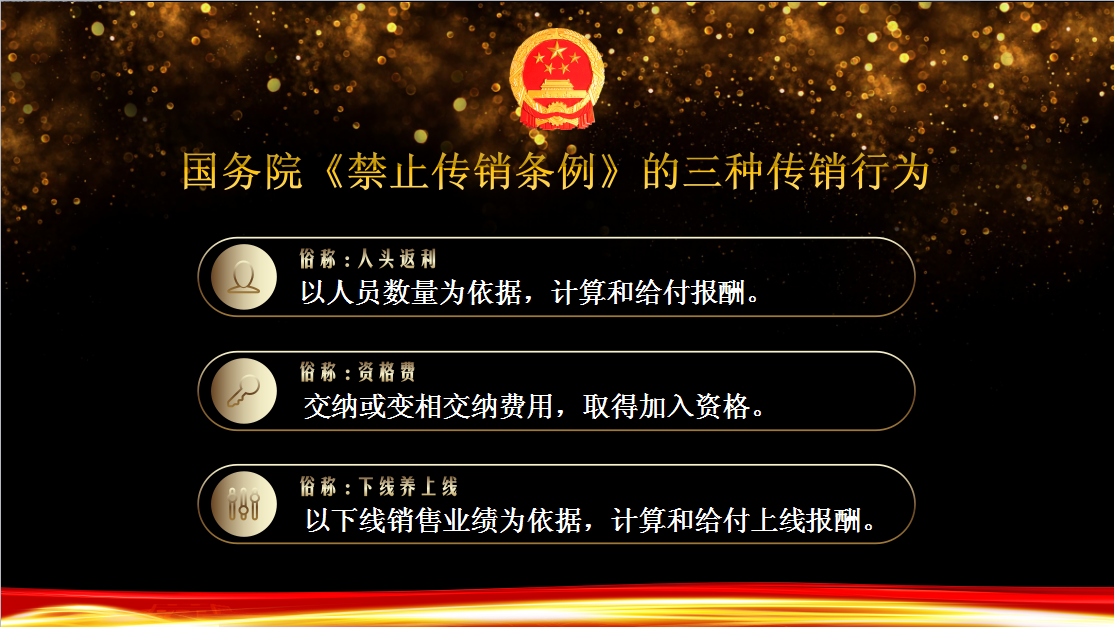 国务院《禁止传销条例》的三种传销行为
俗称：人头返利
以人员数量为依据，计算和给付报酬。
俗称：资格费
交纳或变相交纳费用，取得加入资格。
俗称：下线养上线
以下线销售业绩为依据，计算和给付上线报酬。